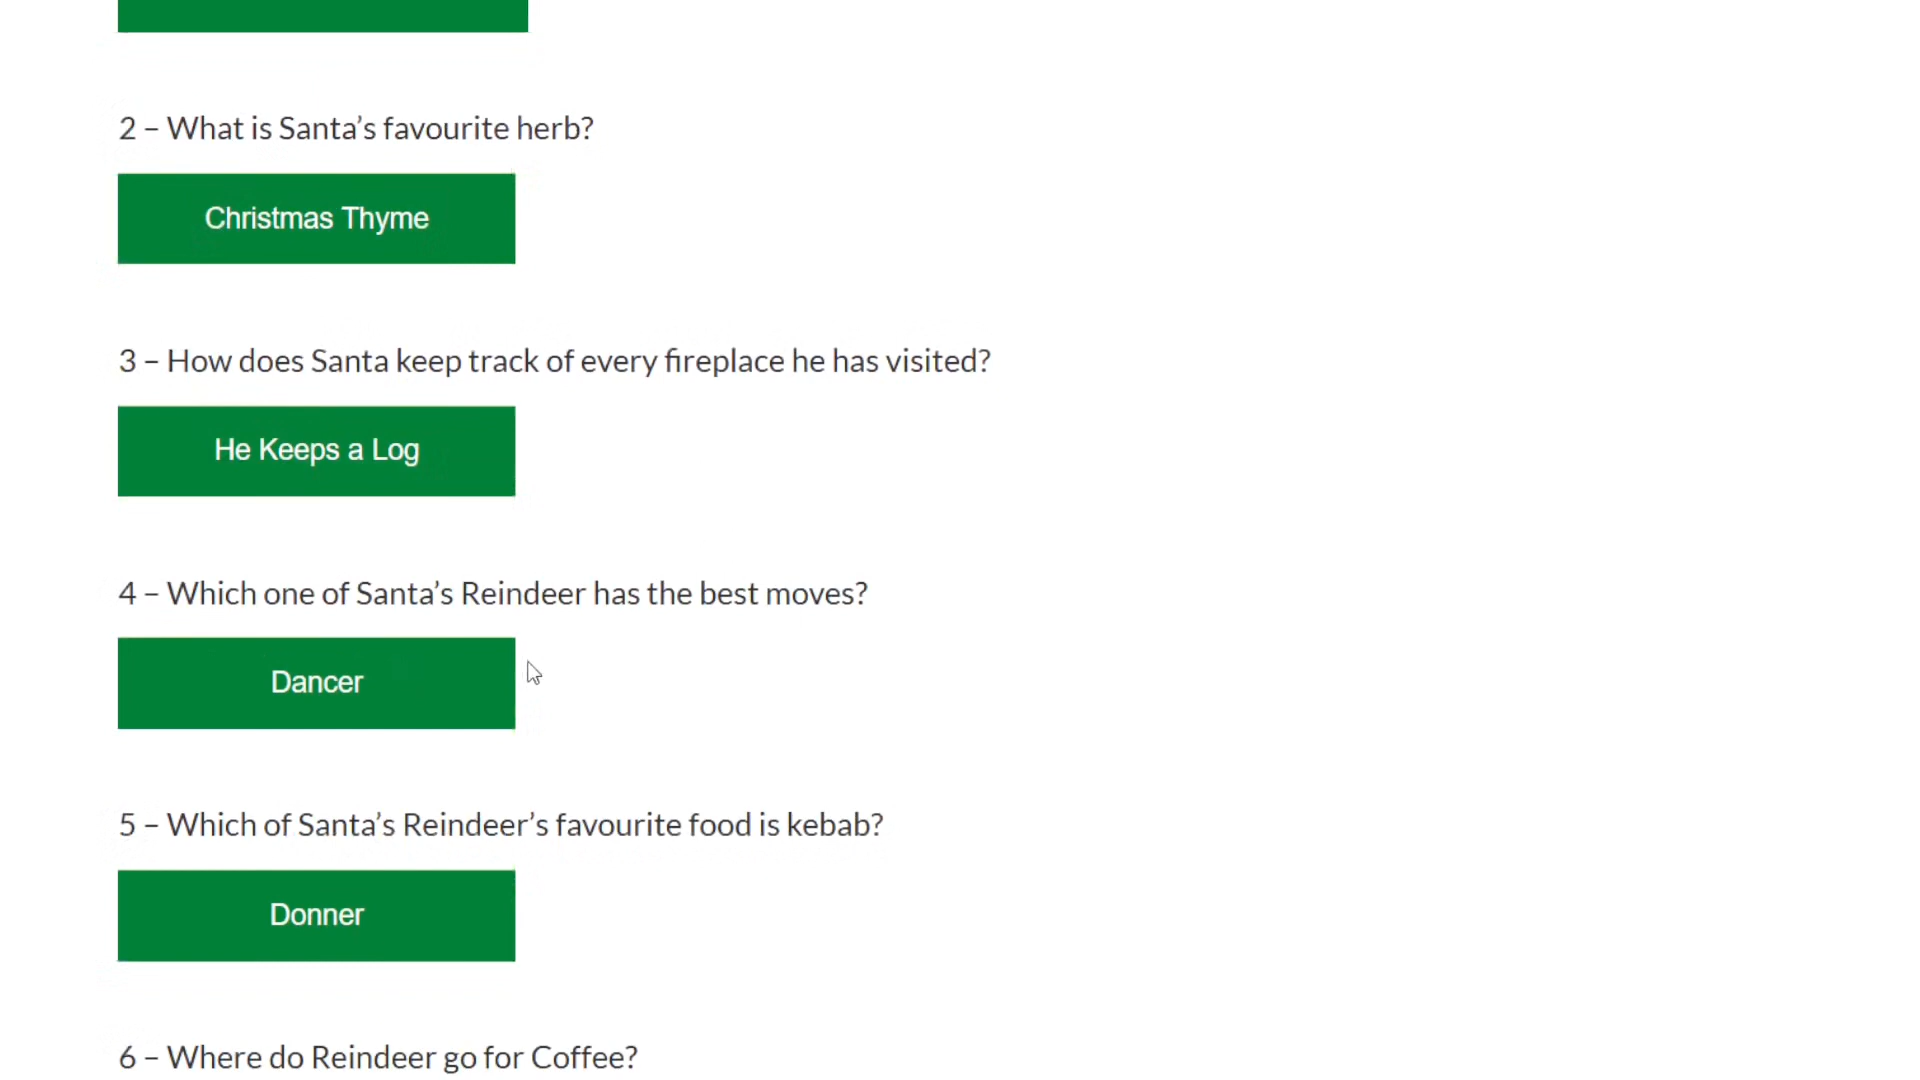 2 – What is Santa’s favourite herb?
Christmas Thyme
3 – How does Santa keep track of every fireplace he has visited?
He Keeps a Log
4 – Which one of Santa’s Reindeer has the best moves?
Dancer
5 – Which of Santa’s Reindeer’s favourite food is kebab?
Donner
6 – Where do Reindeer go for Coffee?